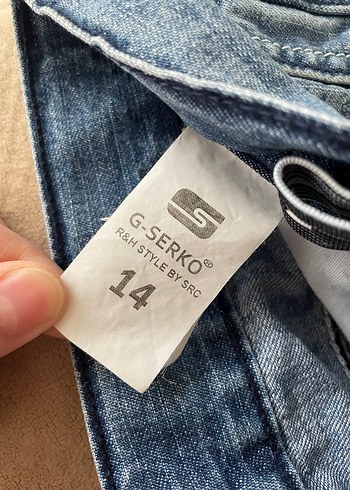 G-SERKO®
R&H STYLE BY SRC
14